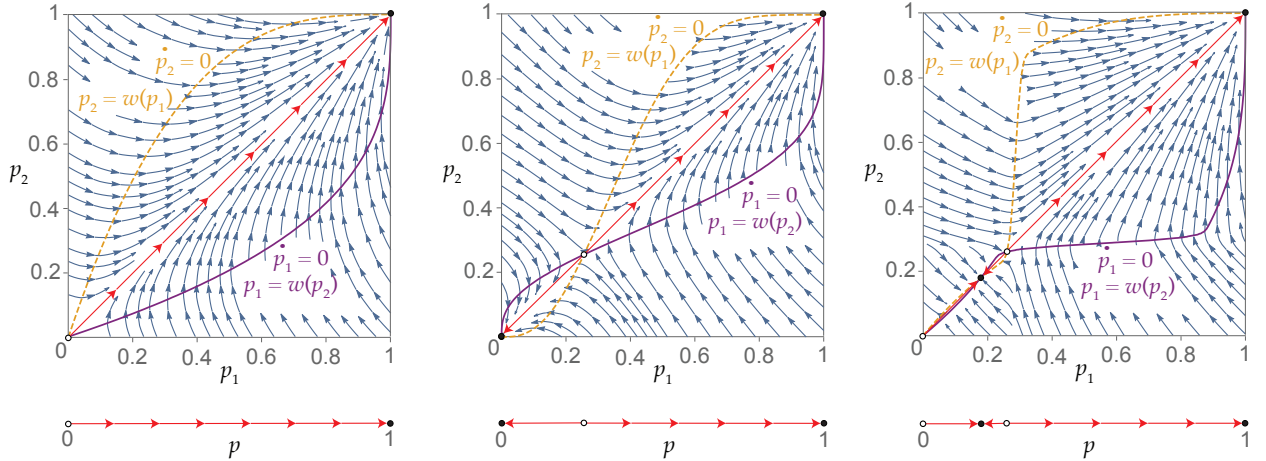 1
0.8
0.6
0.4
0.2
0
0.2
0.4
0.6
0.8
1
p₂
p₁
ṗ₂ = 0
p₂ = w(p₁)
ṗ₁ = 0
p₁ = w(p₂)
0
p
1
1
0.8
0.6
0.4
0.2
0
0.2
0.4
0.6
0.8
1
p₂
p₁
ṗ₂ = 0
p₂ = w(p₁)
ṗ₁ = 0
p₁ = w(p₂)
0
p
1
1
0.8
0.6
0.4
0.2
0
0.2
0.4
0.6
0.8
1
p₂
p₁
ṗ₂ = 0
p₂ = w(p₁)
ṗ₁ = 0
p₁ = w(p₂)
0
p
1